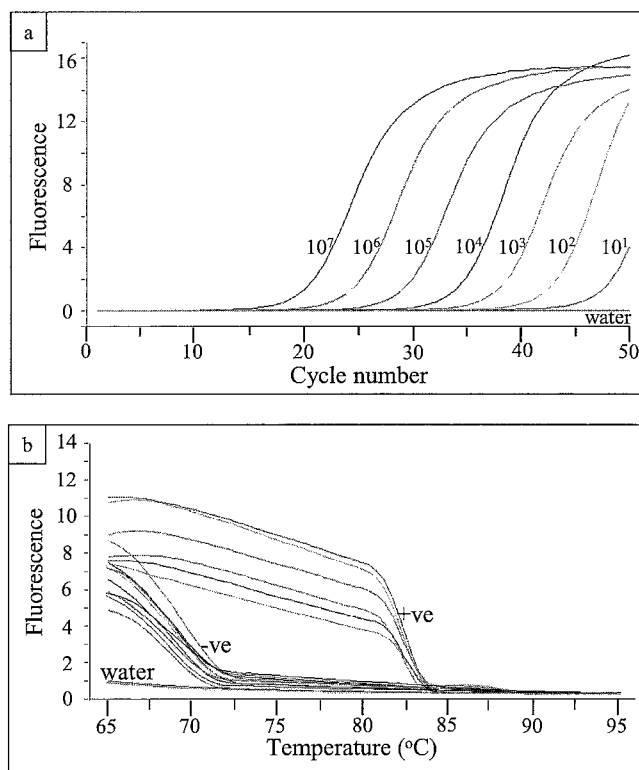 a
16
12
8
4
0
Fluorescence
10⁷ 10⁶ 10⁵ 10⁴ 10³ 10² 10¹
water
0 10 20 30 40 50
Cycle number
b
14
12
10
8
6
4
2
0
Fluorescence
+ve
-ve
water
65 70 75 80 85 90 95
Temperature (°C)